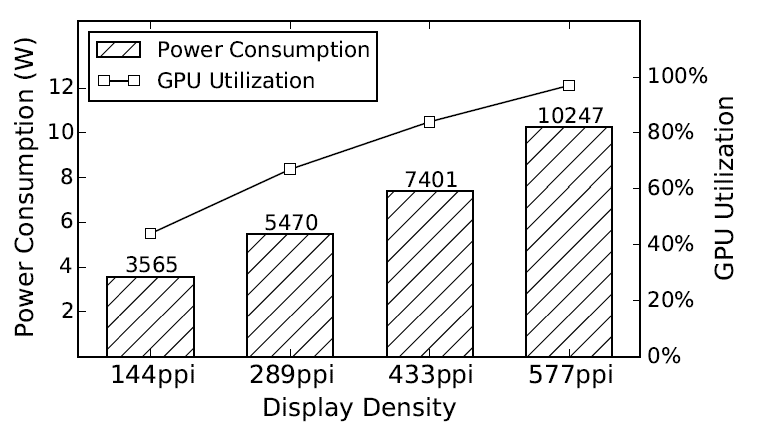 Power Consumption
GPU Utilization
Power Consumption (W)
12
10
8
6
4
2
100%
80%
60%
40%
20%
0%
GPU Utilization
3565
5470
7401
10247
144ppi 289ppi 433ppi 577ppi
Display Density